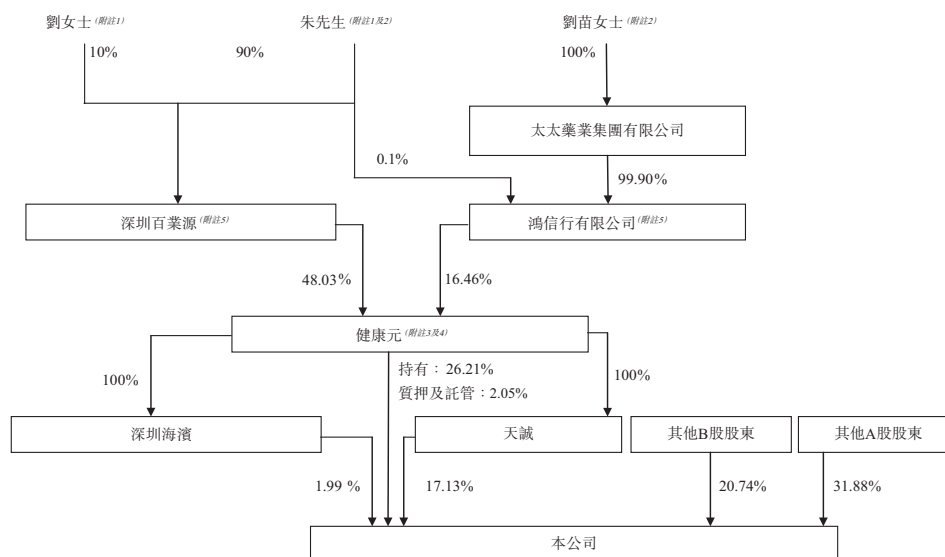 劉女士(附註1)
朱先生(附註1及2)
劉苗女士(附註2)
10%
90%
100%
太太藥業集團有限公司
0.1%
99.90%
深圳百業源(附註5)
鴻信行有限公司(附註5)
48.03%
16.46%
健康元(附註3及4)
持有：26.21%
100%
100%
質押及託管：2.05%
深圳海濱
天誠
其他B股股東
其他A股股東
1.99 %
17.13%
20.74%
31.88%
本公司